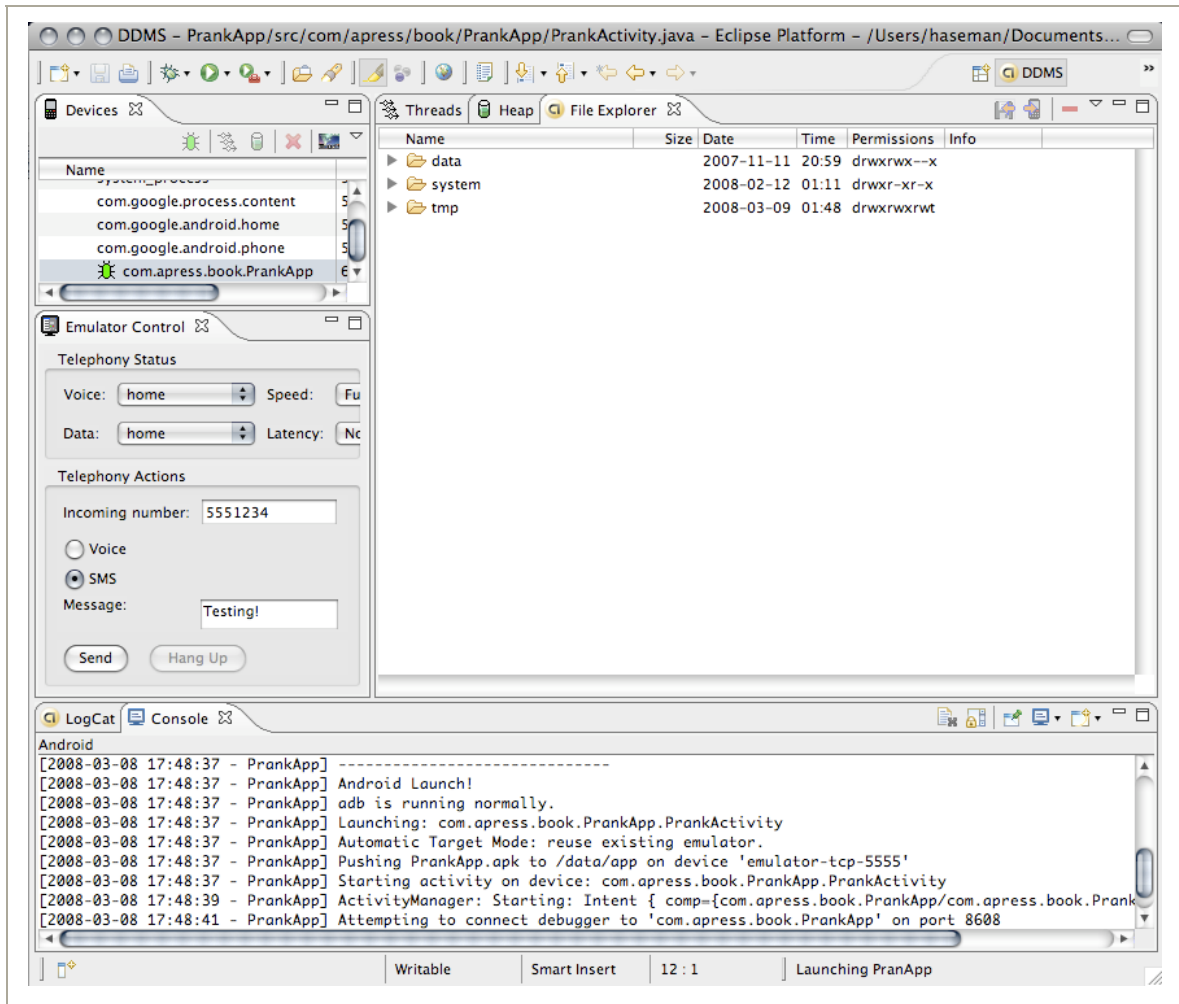 DDMS – PrankApp/src/com/apress/book/PrankApp/PrankActivity.java – Eclipse Platform – /Users/haseman/Documents...
DDMS
»
Devices
Name
system_process
com.google.process.content 5
com.google.android.home 5
com.google.android.phone 5
com.apress.book.PrankApp 6
Threads Heap File Explorer
Name Size Date Time Permissions Info
data 2007-11-11 20:59 drwxrwx--x
system 2008-02-12 01:11 drwxr-xr-x
tmp 2008-03-09 01:48 drwxrwxrwt
Emulator Control
Telephony Status
Voice: home Speed: Fu
Data: home Latency: No
Telephony Actions
Incoming number: 5551234
Voice
SMS
Message: Testing!
Send Hang Up
LogCat Console
Android
[2008-03-08 17:48:37 - PrankApp] ------------------------------
[2008-03-08 17:48:37 - PrankApp] Android Launch!
[2008-03-08 17:48:37 - PrankApp] adb is running normally.
[2008-03-08 17:48:37 - PrankApp] Launching: com.apress.book.PrankApp.PrankActivity
[2008-03-08 17:48:37 - PrankApp] Automatic Target Mode: reuse existing emulator.
[2008-03-08 17:48:37 - PrankApp] Pushing PrankApp.apk to /data/app on device 'emulator-tcp-5555'
[2008-03-08 17:48:37 - PrankApp] Starting activity on device: com.apress.book.PrankApp.PrankActivity
[2008-03-08 17:48:39 - PrankApp] ActivityManager: Starting: Intent { comp={com.apress.book.PrankApp/com.apress.book.Prank
[2008-03-08 17:48:41 - PrankApp] Attempting to connect debugger to 'com.apress.book.PrankApp' on port 8608
Writable Smart Insert 12 : 1 Launching PranApp